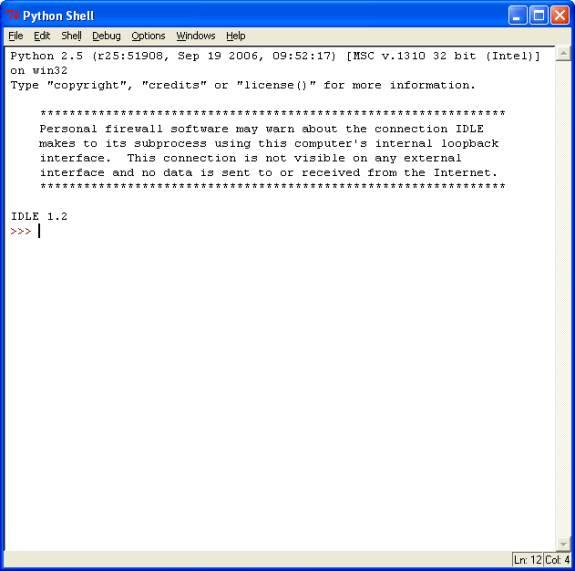 Python Shell
File Edit Shell Debug Options Windows Help
Python 2.5 (r25:51908, Sep 19 2006, 09:52:17) [MSC v.1310 32 bit (Intel)]
on win32
Type "copyright", "credits" or "license()" for more information.
****************************************************************
Personal firewall software may warn about the connection IDLE
makes to its subprocess using this computer's internal loopback
interface.  This connection is not visible on any external
interface and no data is sent to or received from the Internet.
****************************************************************
IDLE 1.2
>>>
Ln: 12 Col: 4